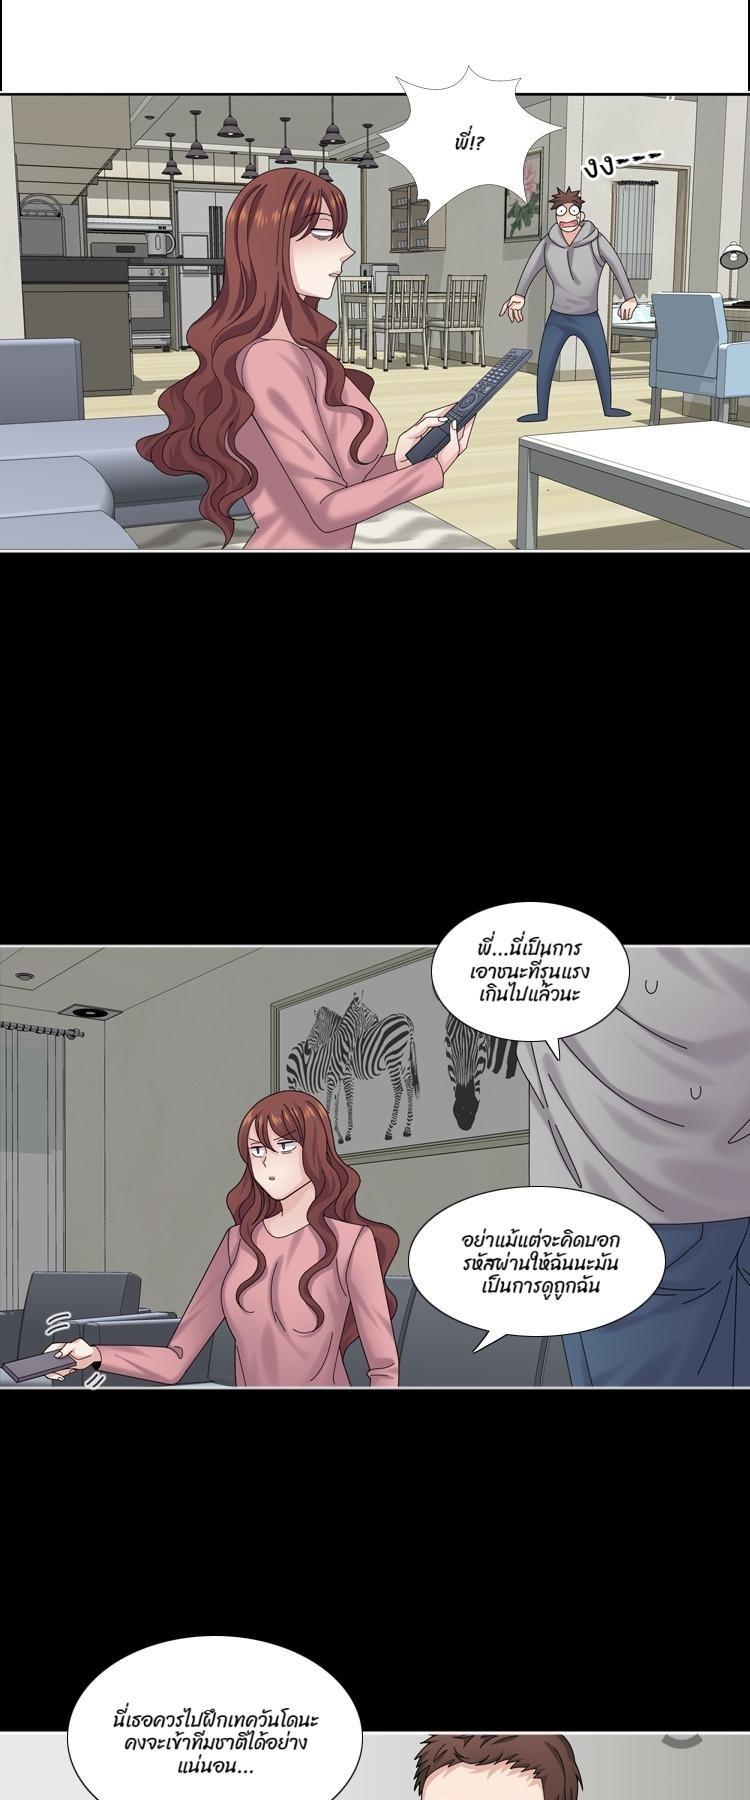 พี่!?
งง---
พี่...นี่เป็นการ
เอาชนะที่รุนแรง
เกินไปแล้วนะ
อย่าแม้แต่จะคิดบอก
รหัสผ่านให้ฉันนะมัน
เป็นการดูถูกฉัน
นี่เธอควรไปฝึกเทควันโดนะ
คงจะเข้าทีมชาติได้อย่าง
แน่นอน...